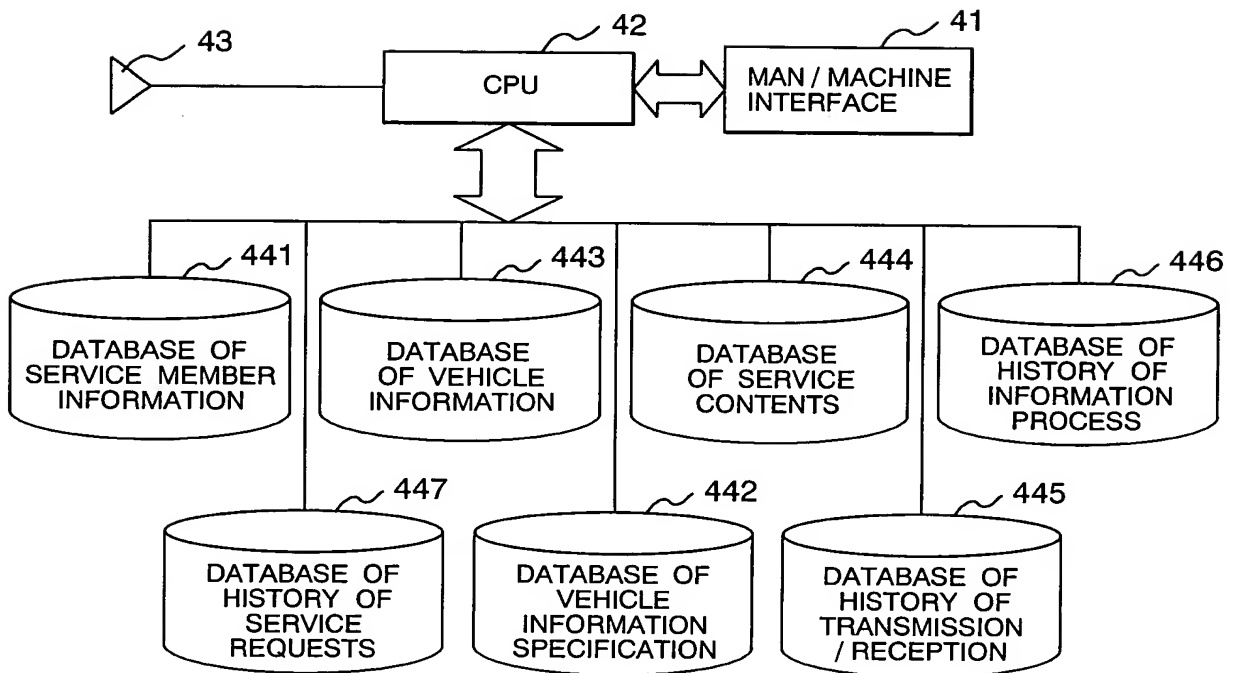 43
42
41
CPU
MAN / MACHINE
INTERFACE
441
443
444
446
DATABASE OF
SERVICE MEMBER
INFORMATION
DATABASE
OF VEHICLE
INFORMATION
DATABASE
OF SERVICE
CONTENTS
DATABASE OF
HISTORY OF
INFORMATION
PROCESS
447
442
445
DATABASE OF
HISTORY OF
SERVICE
REQUESTS
DATABASE OF
VEHICLE
INFORMATION
SPECIFICATION
DATABASE OF
HISTORY OF
TRANSMISSION
/ RECEPTION